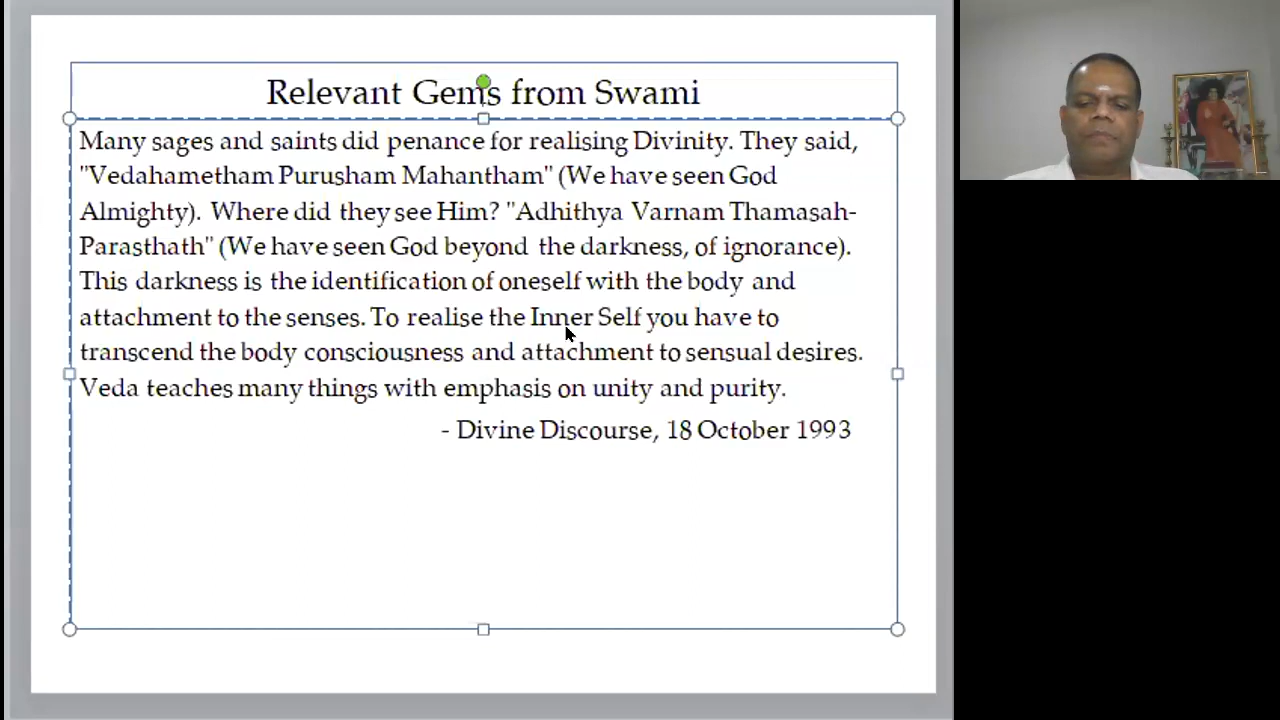 Relevant Gems from Swami
Many sages and saints did penance for realising Divinity. They said,
"Vedahametham Purusham Mahantham" (We have seen God
Almighty). Where did they see Him? "Adhithya Varnam Thamasah-
Parasthath" (We have seen God beyond the darkness, of ignorance).
This darkness is the identification of oneself with the body and
attachment to the senses. To realise the Inner Self you have to
transcend the body consciousness and attachment to sensual desires.
Veda teaches many things with emphasis on unity and purity.
- Divine Discourse, 18 October 1993